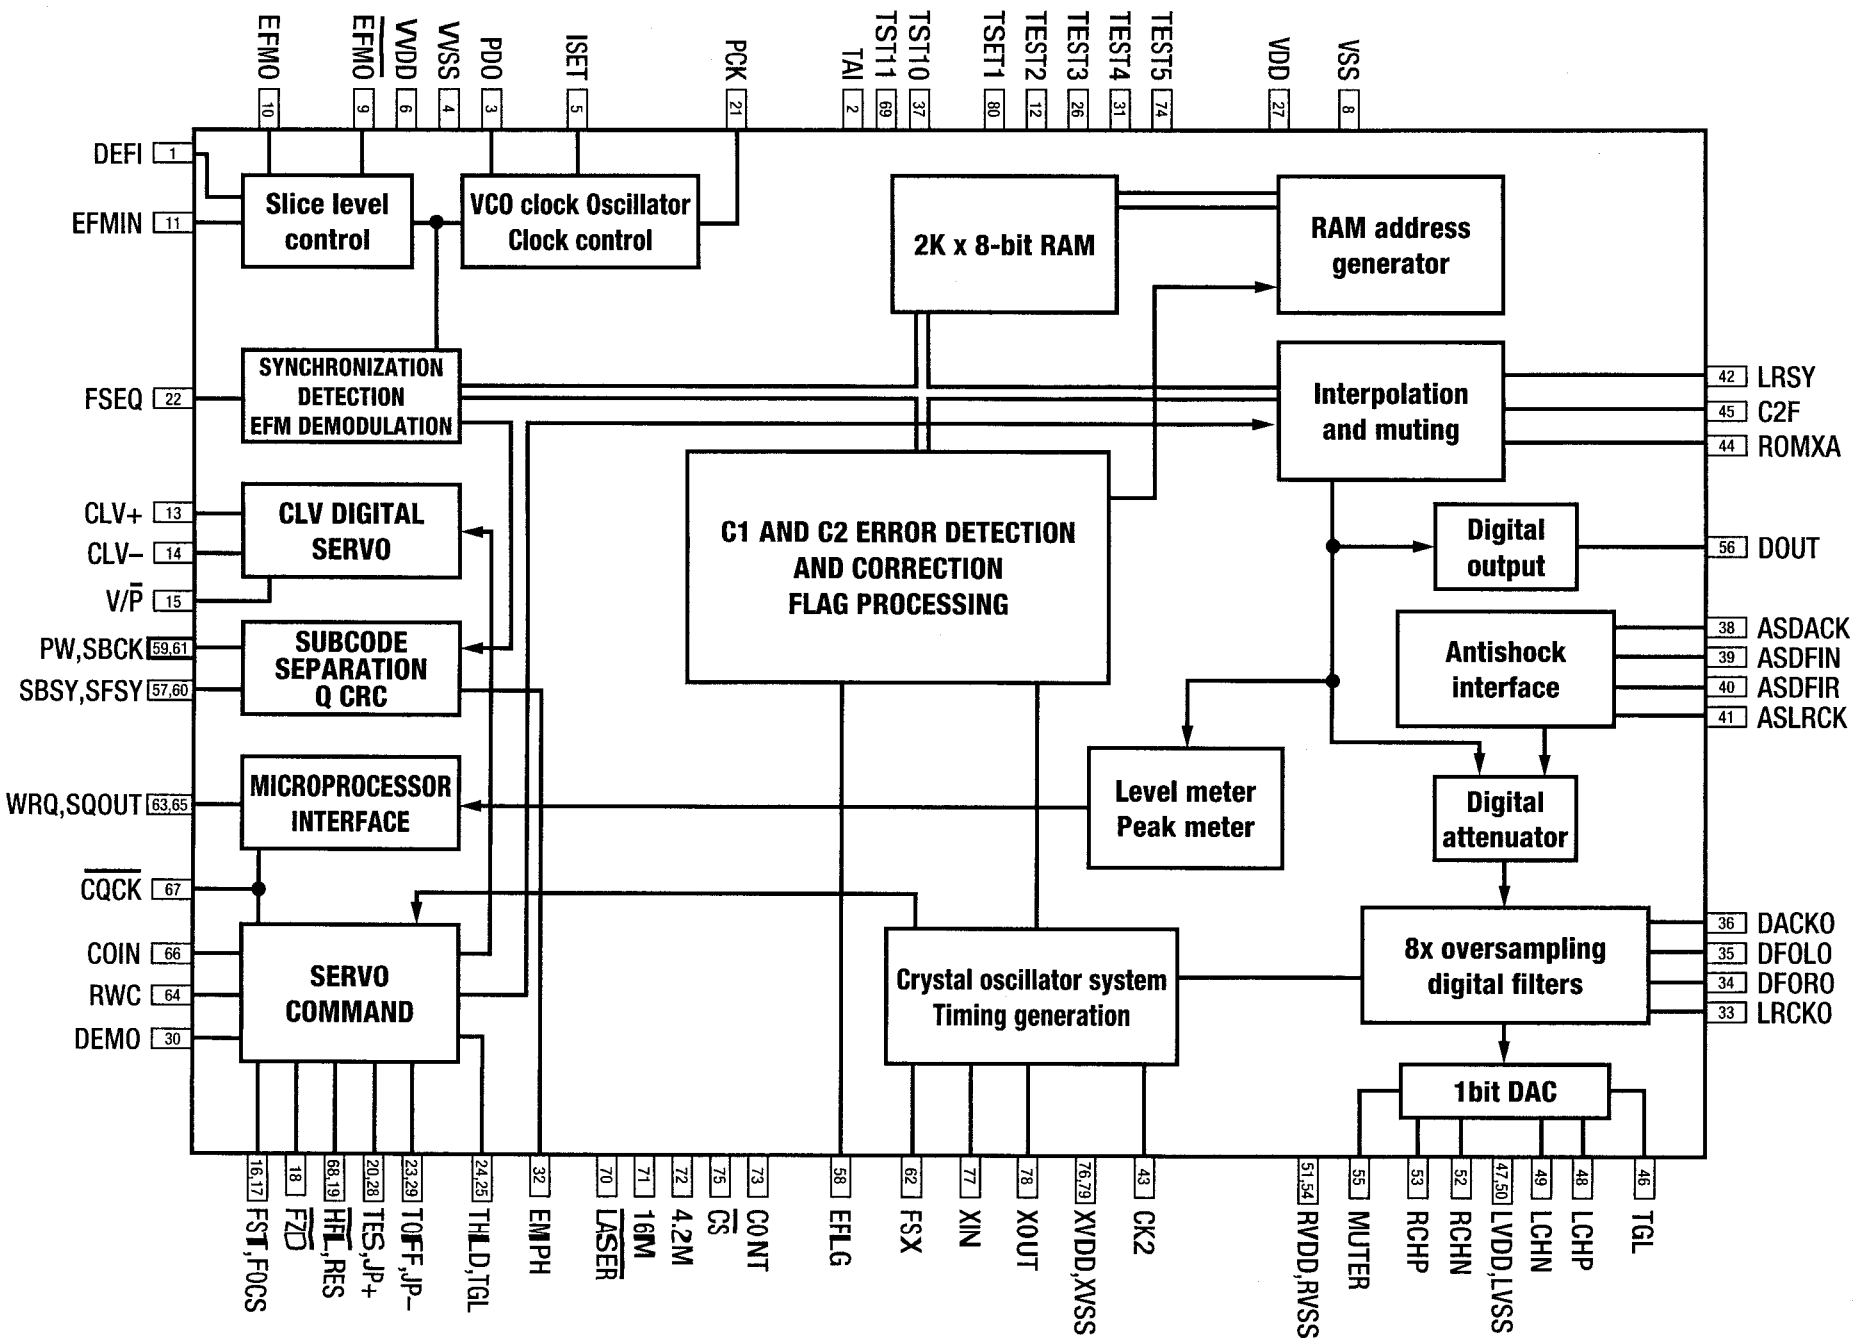 EFMO
EFMO
VVDD
VVSS
PDO
ISET
PCK
TAI
TST11
TST10
TSET1
TEST2
TEST3
TEST4
TEST5
VDD
VSS
10
9
6
4
3
5
21
2
69
37
80
12
26
31
74
27
8
DEFI 1
EFMIN 11
Slice level
control
VCO clock Oscillator
Clock control
2K x 8-bit RAM
RAM address
generator
FSEQ 22
SYNCHRONIZATION
DETECTION
EFM DEMODULATION
Interpolation
and muting
42 LRSY
45 C2F
44 ROMXA
CLV+ 13
CLV– 14
V/P 15
CLV DIGITAL
SERVO
C1 AND C2 ERROR DETECTION
AND CORRECTION
FLAG PROCESSING
Digital
output
56 DOUT
PW,SBCK 59,61
SBSY,SFSY 57,60
SUBCODE
SEPARATION
Q CRC
Antishock
interface
38 ASDACK
39 ASDFIN
40 ASDFIR
41 ASLRCK
WRQ,SQOUT 63,65
MICROPROCESSOR
INTERFACE
Level meter
Peak meter
Digital
attenuator
CQCK 67
COIN 66
RWC 64
DEMO 30
SERVO
COMMAND
Crystal oscillator system
Timing generation
8x oversampling
digital filters
36 DACKO
35 DFOLO
34 DFORO
33 LRCKO
1bit DAC
16,17
18
68,19
20,28
23,29
24,25
32
70
71
72
75
73
58
62
77
78
76,79
43
51,54
55
53
52
47,50
49
48
46
FST,FOCS
FZD
HFL,RES
TES,JP+
TOFF,JP–
THLD,TGL
EMPH
LASER
16M
4.2M
CS
CONT
EFLG
FSX
XIN
XOUT
XVDD,XVSS
CK2
RVDD,RVSS
MUTER
RCHP
RCHN
LVDD,LVSS
LCHN
LCHP
TGL